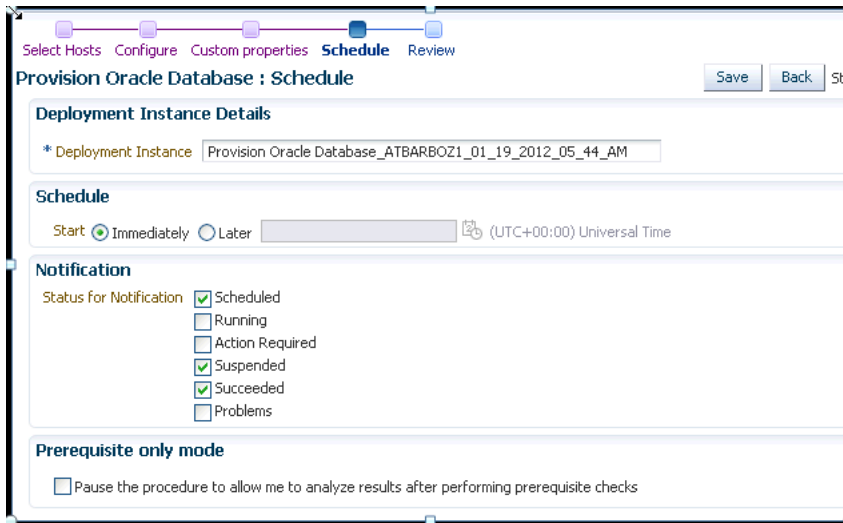 Select Hosts Configure Custom properties Schedule Review
Provision Oracle Database : Schedule Save Back
Deployment Instance Details
* Deployment Instance Provision Oracle Database_ATBARBOZ1_01_19_2012_05_44_AM
Schedule
Start Immediately Later (UTC+00:00) Universal Time
Notification
Status for Notification Scheduled
Running
Action Required
Suspended
Succeeded
Problems
Prerequisite only mode
Pause the procedure to allow me to analyze results after performing prerequisite checks